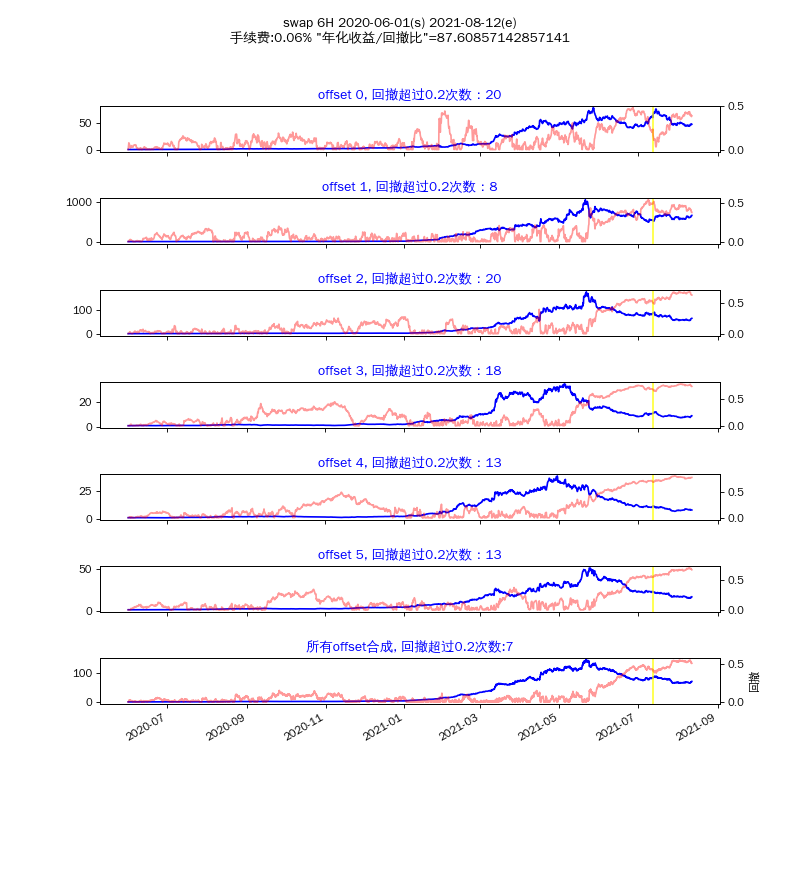 swap 6H 2020-06-01(s) 2021-08-12(e)
手续费:0.06% "年化收益/回撤比"=87.60857142857141
offset 0, 回撤超过0.2次数：20
50
0
0.5
0.0
offset 1, 回撤超过0.2次数：8
1000
0
0.5
0.0
offset 2, 回撤超过0.2次数：20
100
0
0.5
0.0
offset 3, 回撤超过0.2次数：18
20
0
0.5
0.0
offset 4, 回撤超过0.2次数：13
25
0
0.5
0.0
offset 5, 回撤超过0.2次数：13
50
0
0.5
0.0
所有offset合成, 回撤超过0.2次数:7
100
0
0.5
0.0
回撤
2020-07 2020-09 2020-11 2021-01 2021-03 2021-05 2021-07 2021-09